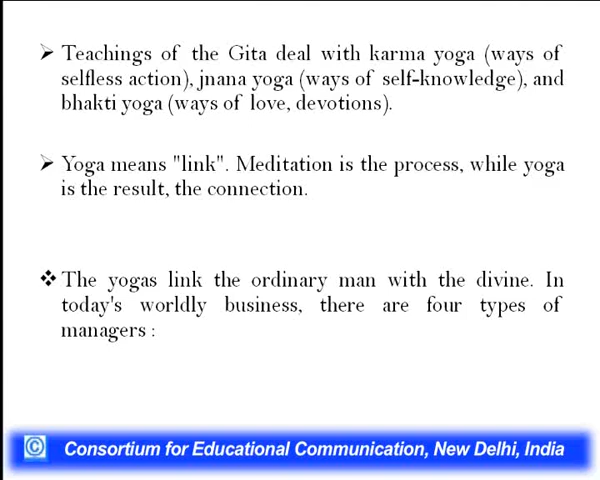 Teachings of the Gita deal with karma yoga (ways of
selfless action), jnana yoga (ways of self-knowledge), and
bhakti yoga (ways of love, devotions).
Yoga means "link". Meditation is the process, while yoga
is the result, the connection.
The yogas link the ordinary man with the divine. In
today's worldly business, there are four types of
managers :
© Consortium for Educational Communication, New Delhi, India